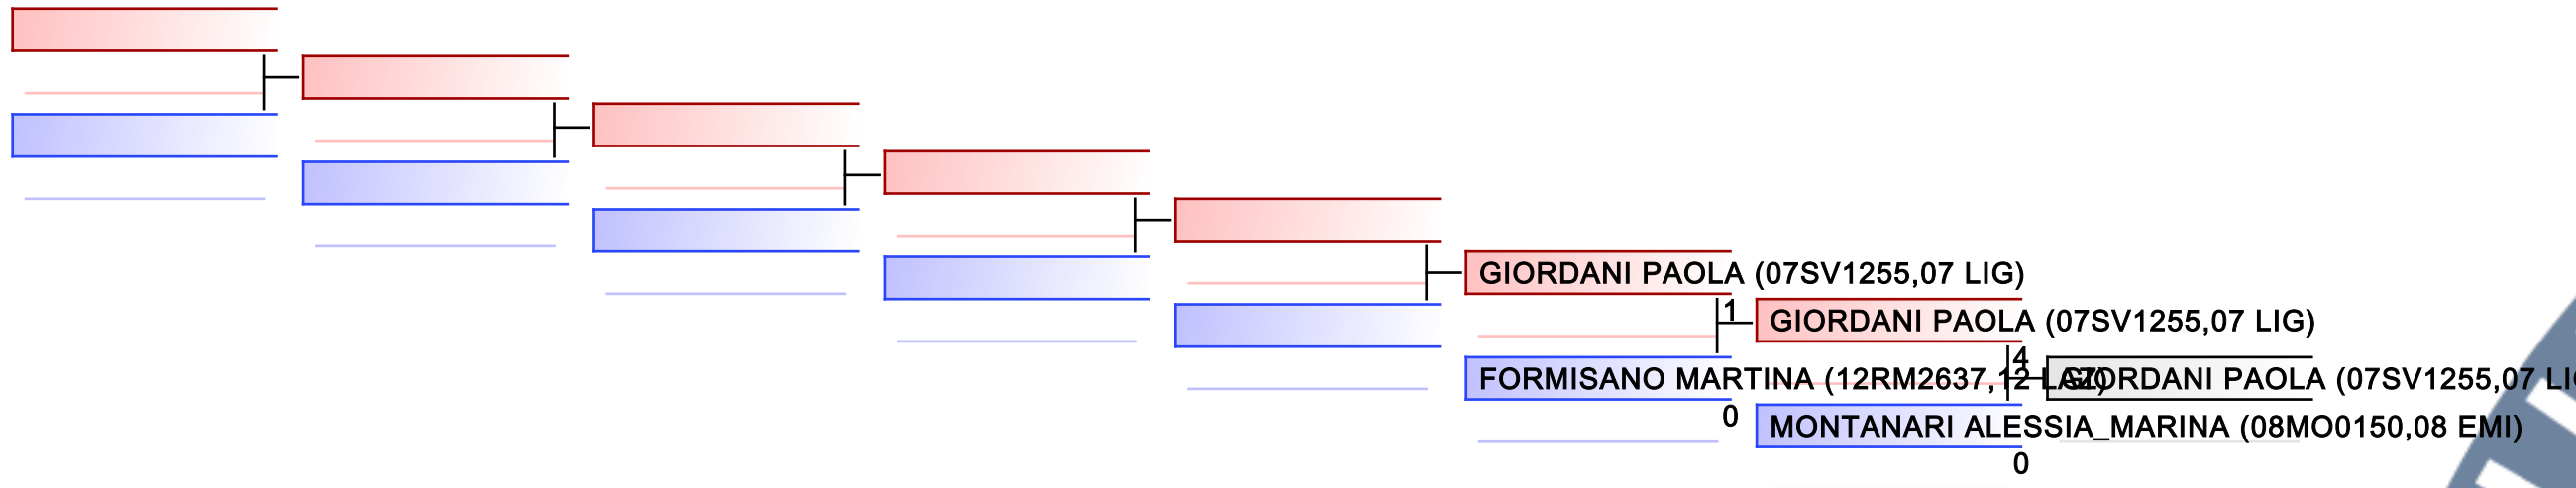 GIORDANI PAOLA (07SV1255,07 LIG)
1
GIORDANI PAOLA (07SV1255,07 LIG)
4
FORMISANO MARTINA (12RM2637,12 LAZ)
GIORDANI PAOLA (07SV1255,07
0
MONTANARI ALESSIA_MARINA (08MO0150,08 EMI)
0